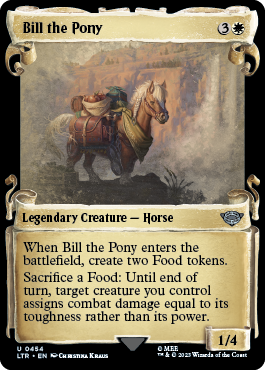 Bill the Pony 3
Legendary Creature — Horse
When Bill the Pony enters the
battlefield, create two Food tokens.
Sacrifice a Food: Until end of
turn, target creature you control
assigns combat damage equal to its
toughness rather than its power.
1/4
U 0454
LTR • EN Christina Kraus
© MEE
™ & © 2023 Wizards of the Coast